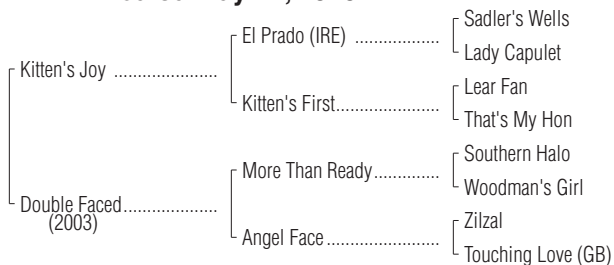 Sadler's Wells
El Prado (IRE) ....................
Lady Capulet
Kitten's Joy ........................
Lear Fan
Kitten's First........................
That's My Hon
Southern Halo
More Than Ready...............
Woodman's Girl
Double Faced......................
(2003)
Zilzal
Angel Face ..........................
Touching Love (GB)